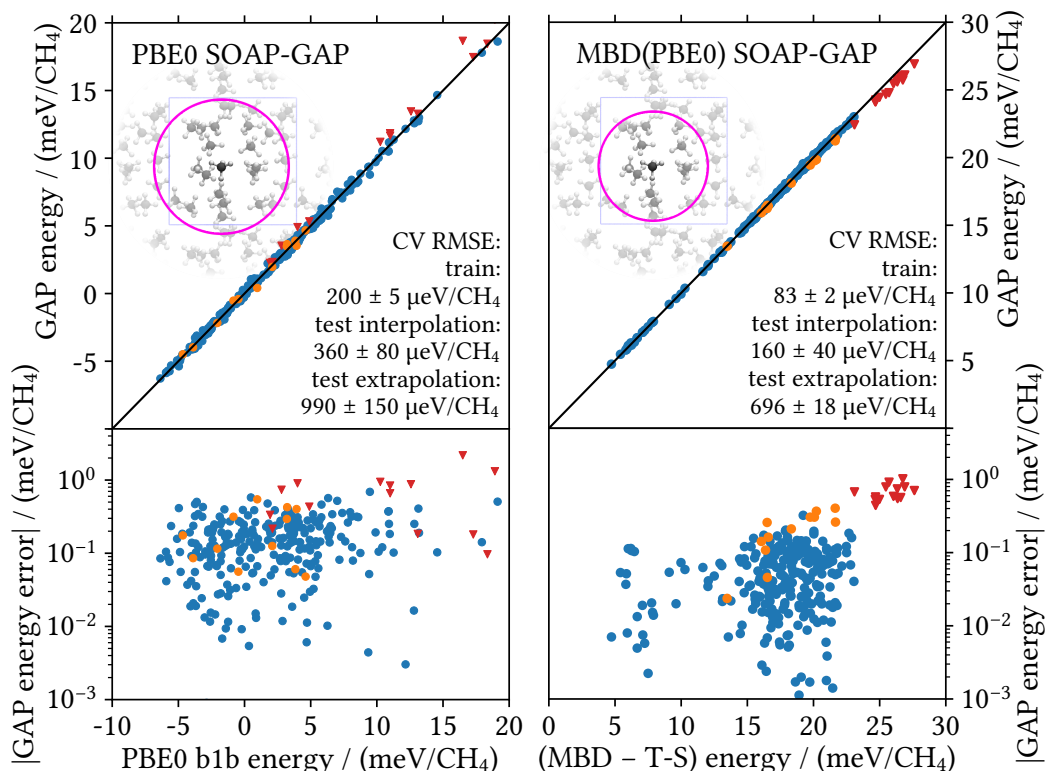 PBE0 SOAP-GAP
GAP energy / (meV/CH₄)
20
15
10
5
0
-5
CV RMSE:
train:
200 ± 5 µeV/CH₄
test interpolation:
360 ± 80 µeV/CH₄
test extrapolation:
990 ± 150 µeV/CH₄
MBD(PBE0) SOAP-GAP
GAP energy / (meV/CH₄)
30
25
20
15
10
5
CV RMSE:
train:
83 ± 2 µeV/CH₄
test interpolation:
160 ± 40 µeV/CH₄
test extrapolation:
696 ± 18 µeV/CH₄
|GAP energy error| / (meV/CH₄)
10⁰
10⁻¹
10⁻²
10⁻³
-10 -5 0 5 10 15 20
PBE0 b1b energy / (meV/CH₄)
|GAP energy error| / (meV/CH₄)
10⁰
10⁻¹
10⁻²
10⁻³
0 5 10 15 20 25 30
(MBD – T-S) energy / (meV/CH₄)